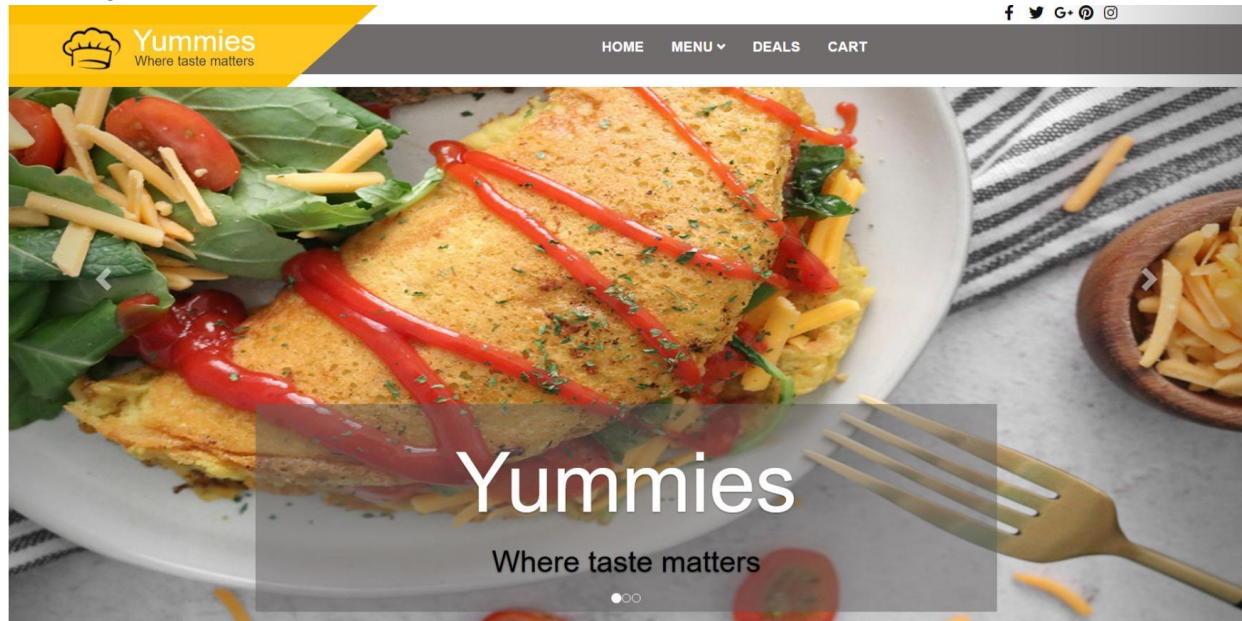 Yummies
Where taste matters
HOME MENU DEALS CART
Yummies
Where taste matters